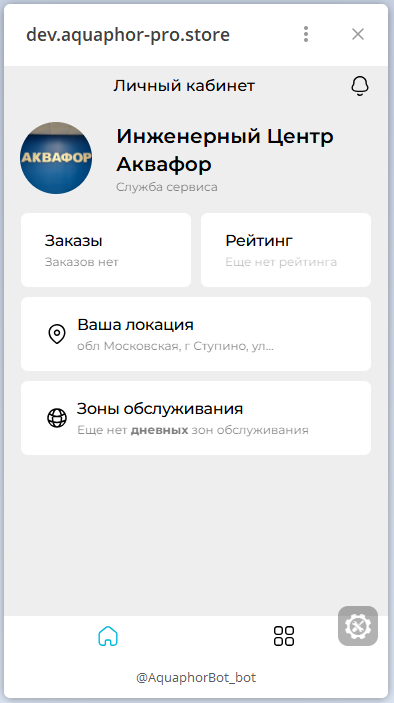 dev.aquaphor-pro.store
Личный кабинет
АКВАФОР
Инженерный Центр
Аквафор
Служба сервиса
Заказы
Заказов нет
Рейтинг
Еще нет рейтинга
Ваша локация
обл Московская, г Ступино, ул...
Зоны обслуживания
Еще нет дневных зон обслуживания
@AquaphorBot_bot